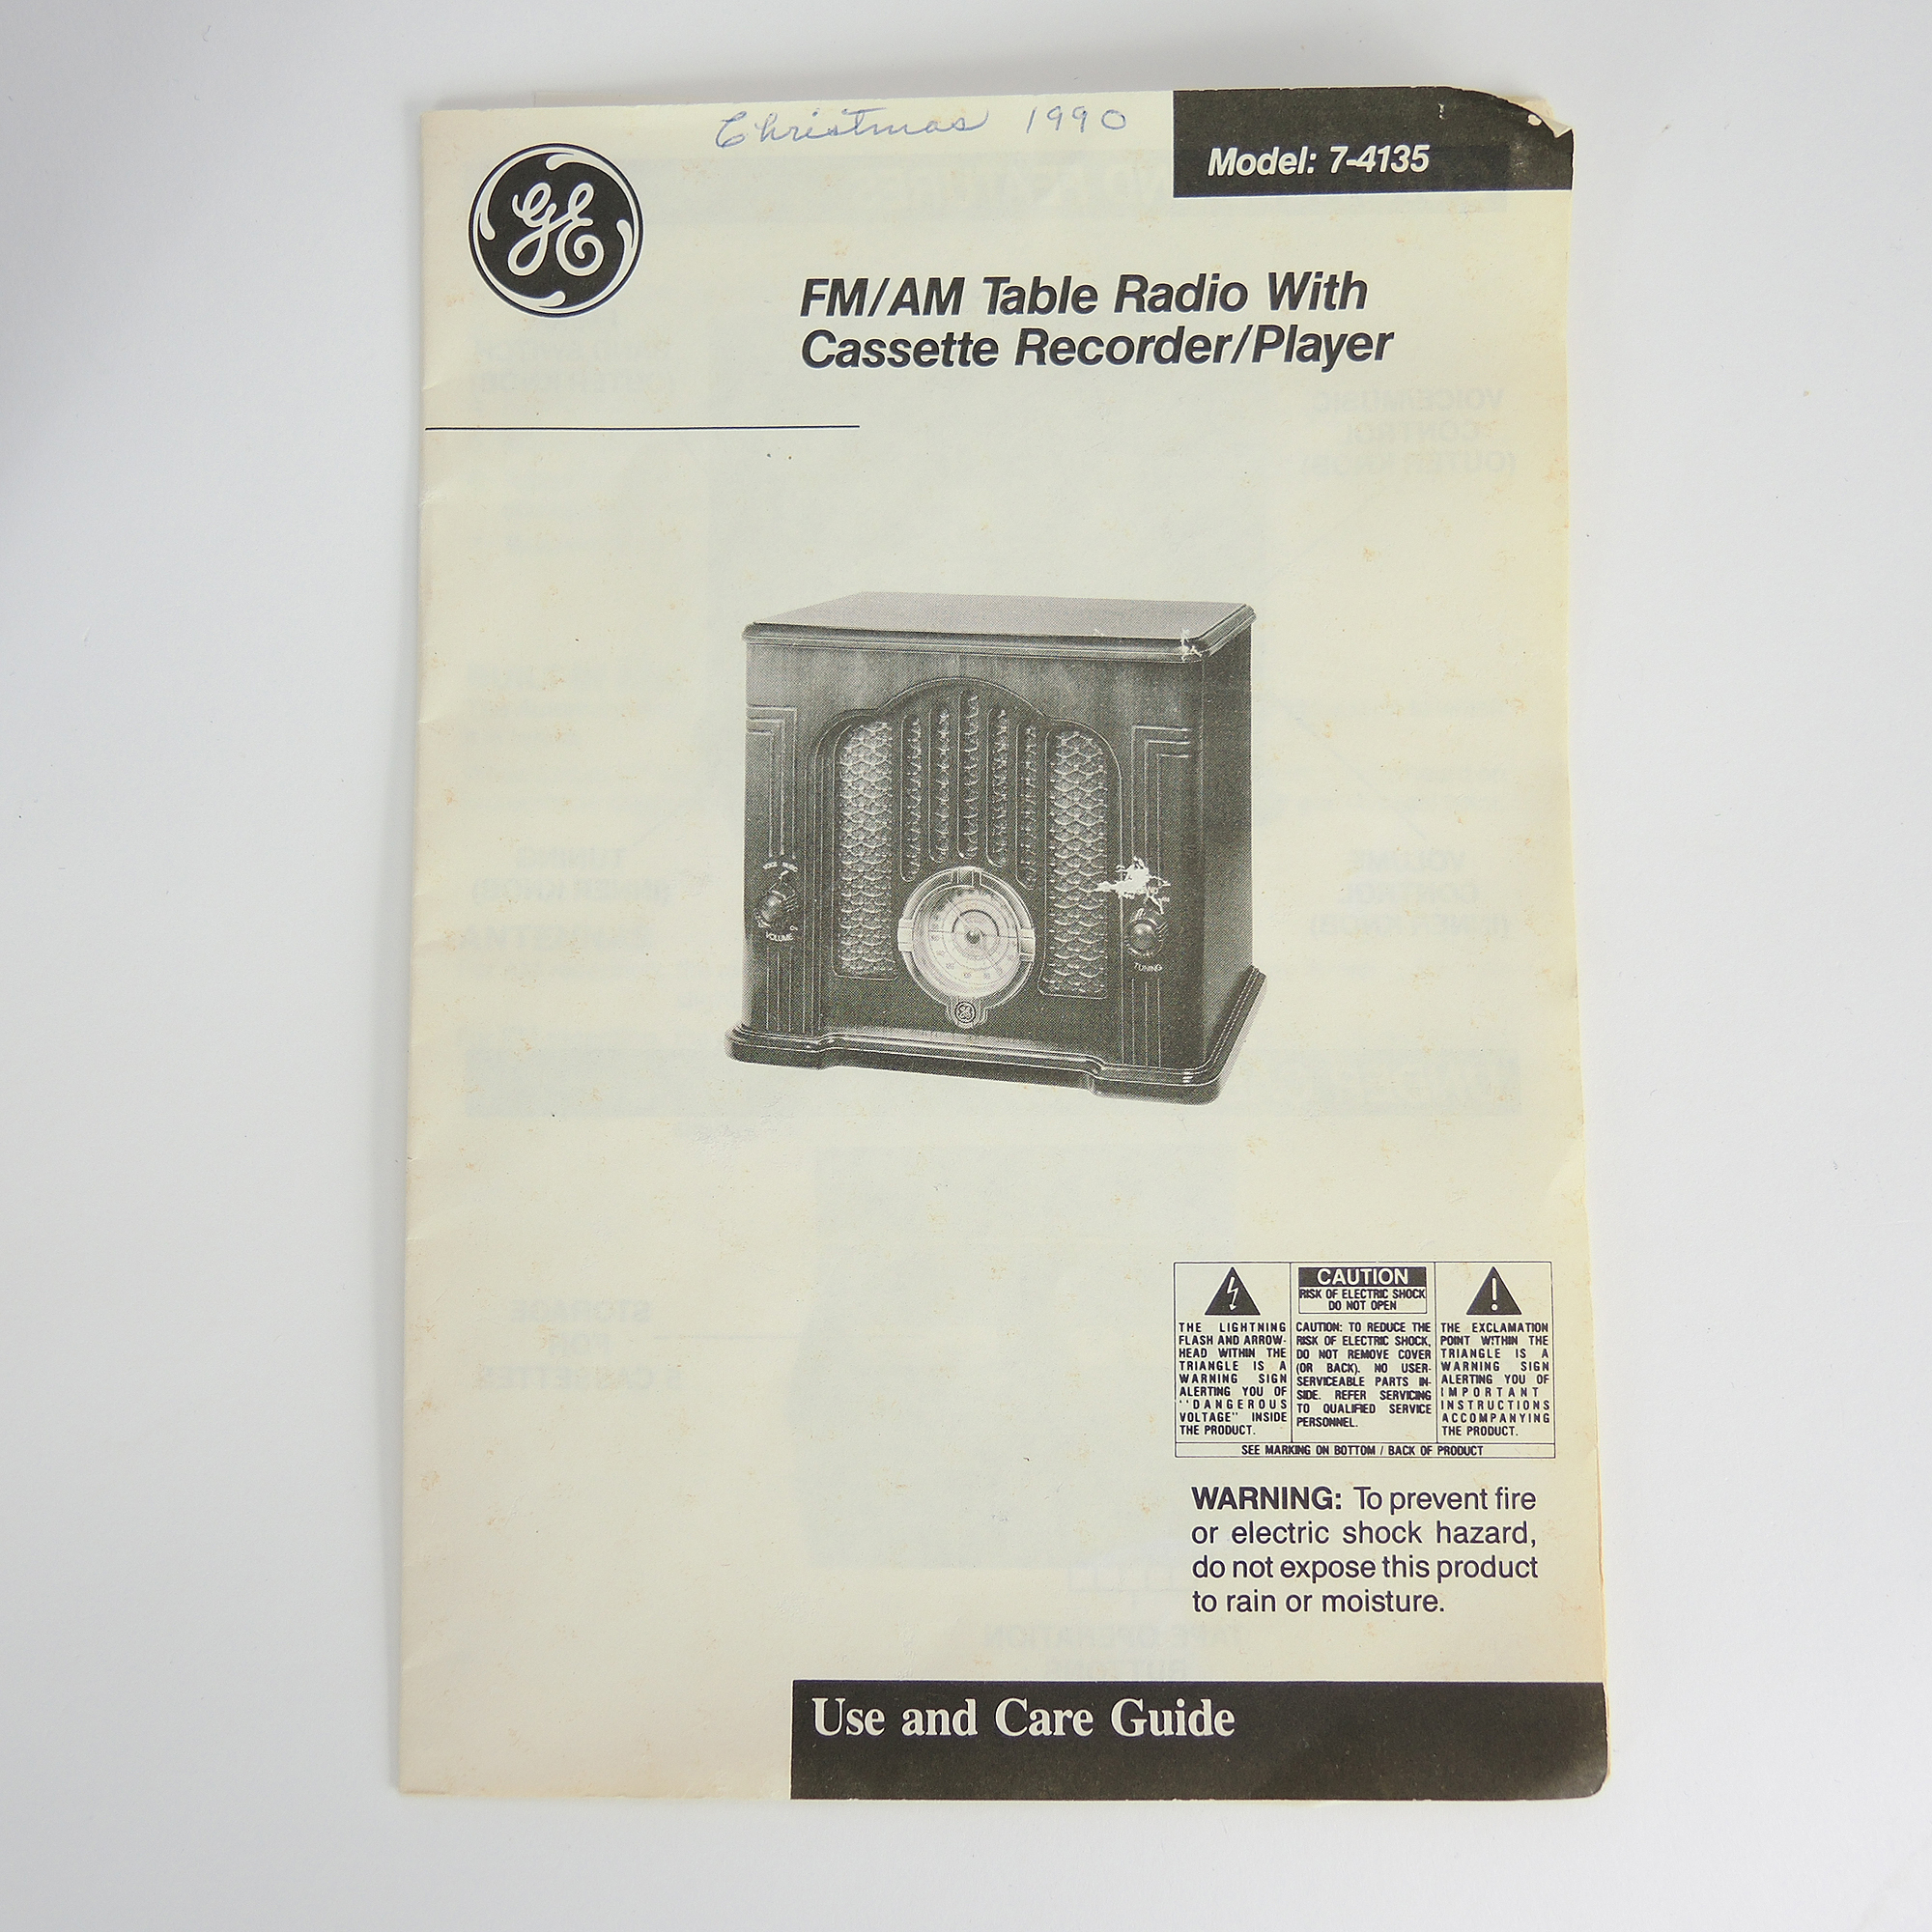 Christmas 1990
Model: 7-4135
GE
FM/AM Table Radio With
Cassette Recorder/Player
VOICE MUSIC
VOLUME
TUNING
GE
THE LIGHTNING
FLASH AND ARROW-
HEAD WITHIN THE
TRIANGLE IS A
WARNING SIGN
ALERTING YOU OF
"DANGEROUS
VOLTAGE" INSIDE
THE PRODUCT.
CAUTION
RISK OF ELECTRIC SHOCK
DO NOT OPEN
CAUTION: TO REDUCE THE
RISK OF ELECTRIC SHOCK,
DO NOT REMOVE COVER
(OR BACK). NO USER-
SERVICEABLE PARTS IN-
SIDE. REFER SERVICING
TO QUALIFIED SERVICE
PERSONNEL.
THE EXCLAMATION
POINT WITHIN THE
TRIANGLE IS A
WARNING SIGN
ALERTING YOU OF
IMPORTANT
INSTRUCTIONS
ACCOMPANYING
THE PRODUCT.
SEE MARKING ON BOTTOM / BACK OF PRODUCT
WARNING: To prevent fire
or electric shock hazard,
do not expose this product
to rain or moisture.
Use and Care Guide